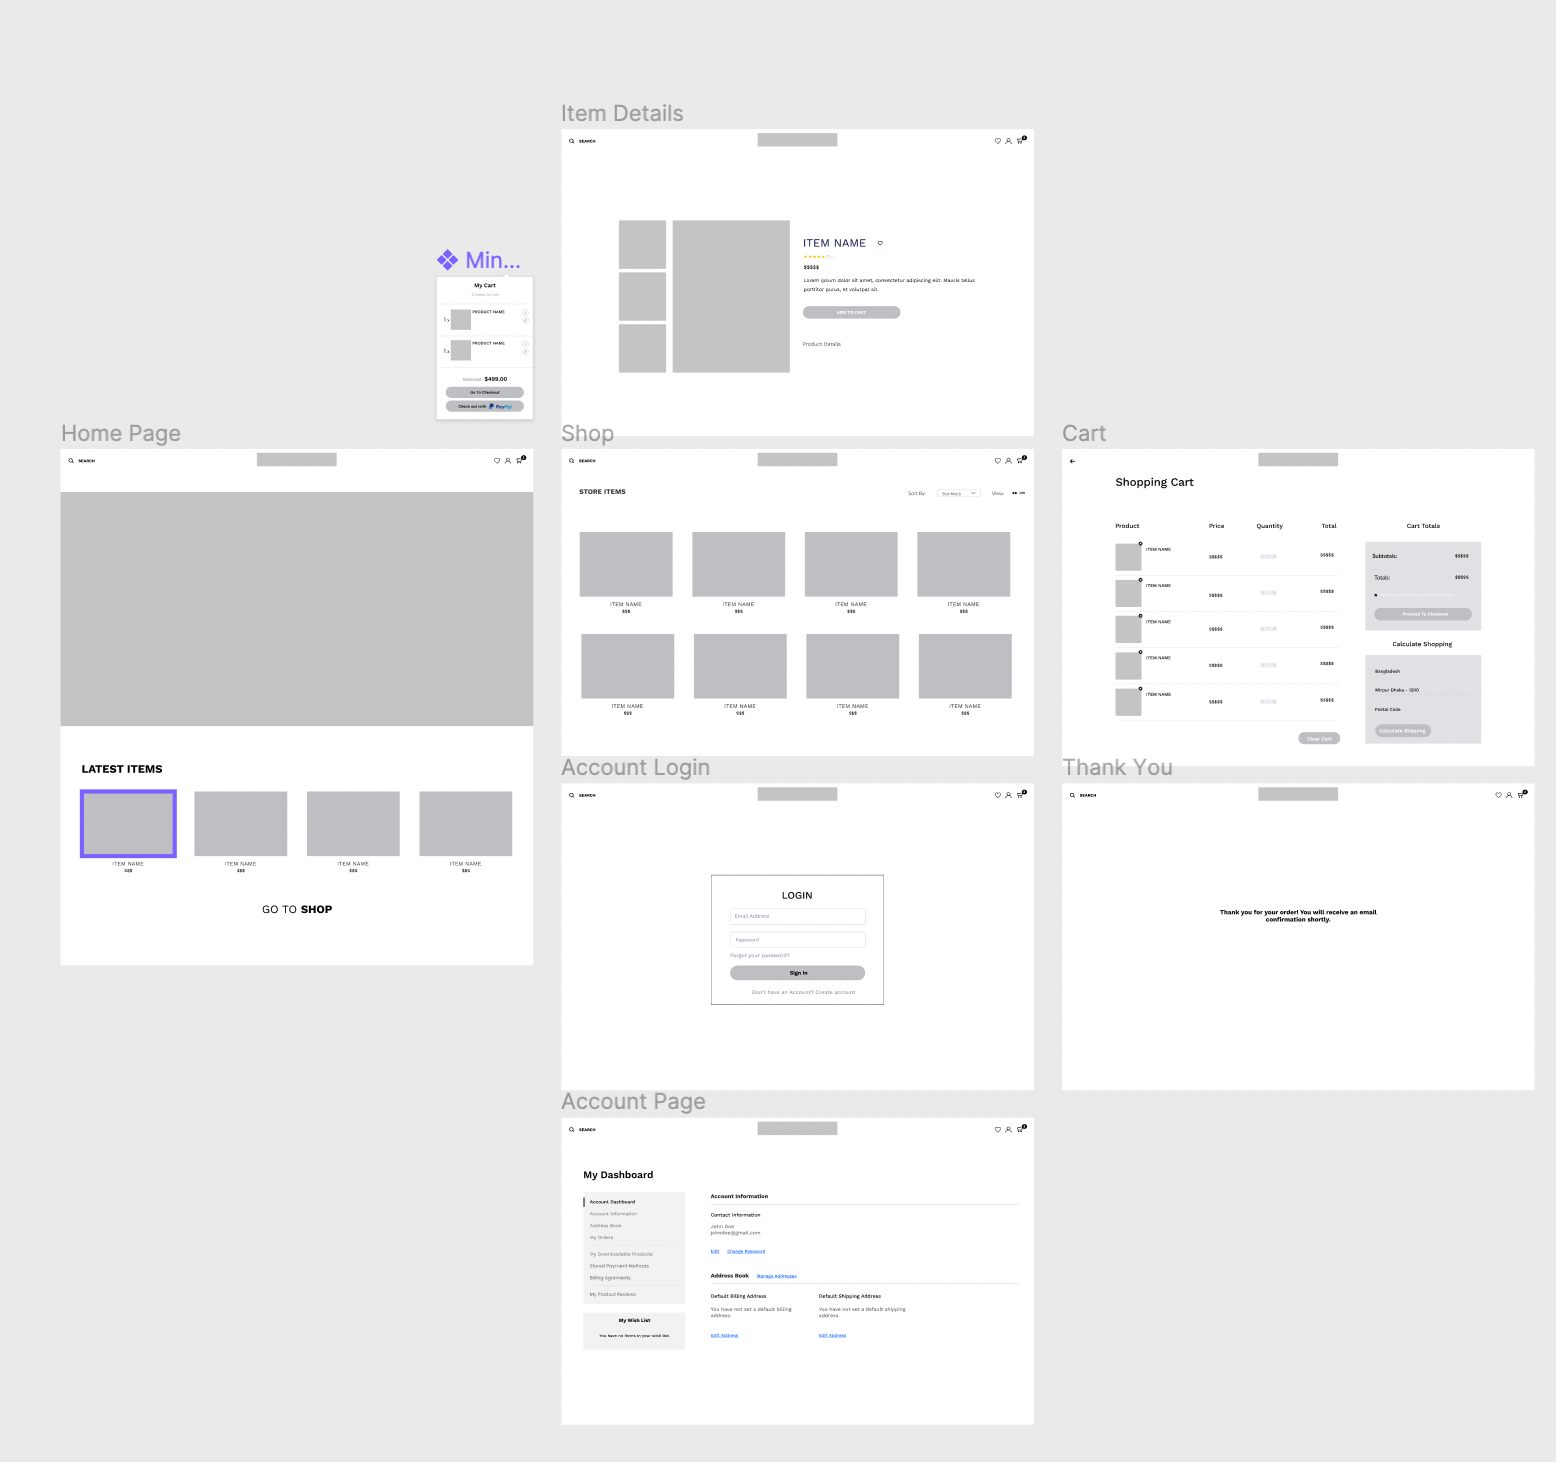 Item Details
SEARCH
ITEM NAME
$$$$$
Lorem ipsum dolor sit amet, consectetur adipiscing elit. Mauris tellus
porttitor purus, et volutpat sit.
ADD TO CART
Product Details
Min...
My Cart
2 Items in Cart
1 x
PRODUCT NAME
1 x
PRODUCT NAME
Subtotal: $499.00
Go To Checkout
Check out with PayPal
Home Page
SEARCH
LATEST ITEMS
ITEM NAME
$$$
ITEM NAME
$$$
ITEM NAME
$$$
ITEM NAME
$$$
GO TO SHOP
Shop
SEARCH
STORE ITEMS
Sort By:
View:
ITEM NAME
$$$
ITEM NAME
$$$
ITEM NAME
$$$
ITEM NAME
$$$
ITEM NAME
$$$
ITEM NAME
$$$
ITEM NAME
$$$
ITEM NAME
$$$
Cart
Shopping Cart
Product Price Quantity Total
ITEM NAME $$$$$ $$$$$
ITEM NAME $$$$$ $$$$$
ITEM NAME $$$$$ $$$$$
ITEM NAME $$$$$ $$$$$
ITEM NAME $$$$$ $$$$$
Clear Cart
Cart Totals
Subtotals: $$$$$
Totals: $$$$$
Proceed To Checkout
Calculate Shopping
Bangladesh
Mirpur Dhaka - 1200
Postal Code
Calculate Shipping
Account Login
SEARCH
LOGIN
Email Address
Password
Forgot your password?
Sign In
Don't have an Account? Create account
Thank You
SEARCH
Thank you for your order! You will receive an email
confirmation shortly.
Account Page
SEARCH
My Dashboard
Account Dashboard
Account Information
Address Book
My Orders
My Downloadable Products
Stored Payment Methods
Billing Agrements
My Product Reviews
My Wish List
You have no items in your wish list.
Account Information
Contact Information
John Doe
johndoe@gmail.com
Edit Change Password
Address Book Manage Addresses
Default Billing Address
You have not set a default billing
address.
Edit Address
Default Shipping Address
You have not set a default shipping
address.
Edit Address